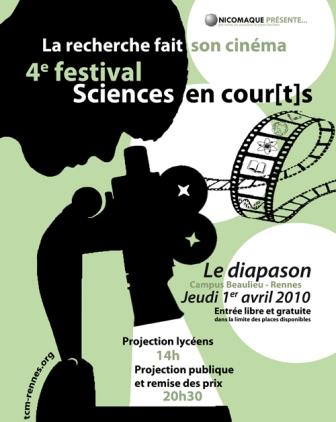 NICOMAQUE PRÉSENTE...
La recherche fait son cinéma
4e festival
Sciences en cour[t]s
Le diapason
Campus Beaulieu - Rennes
Jeudi 1er avril 2010
Entrée libre et gratuite
dans la limite des places disponibles
Projection lycéens
14h
Projection publique
et remise des prix
20h30
tcm-rennes.org